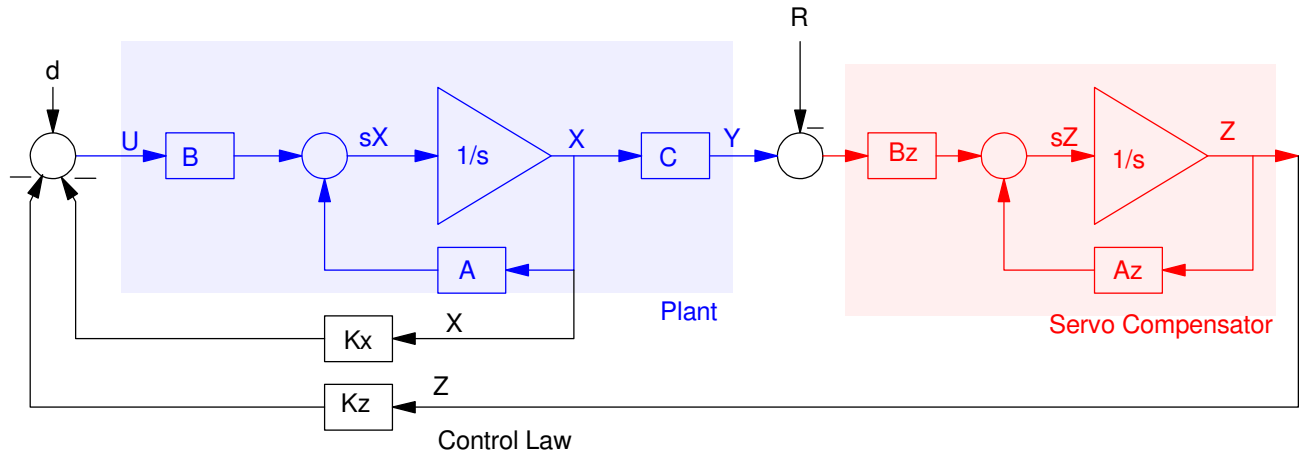 R
d
U
B
sX
1/s
X
C
Y
Bz
sZ
1/s
Z
A
Az
Plant
Servo Compensator
Kx
X
Kz
Z
Control Law